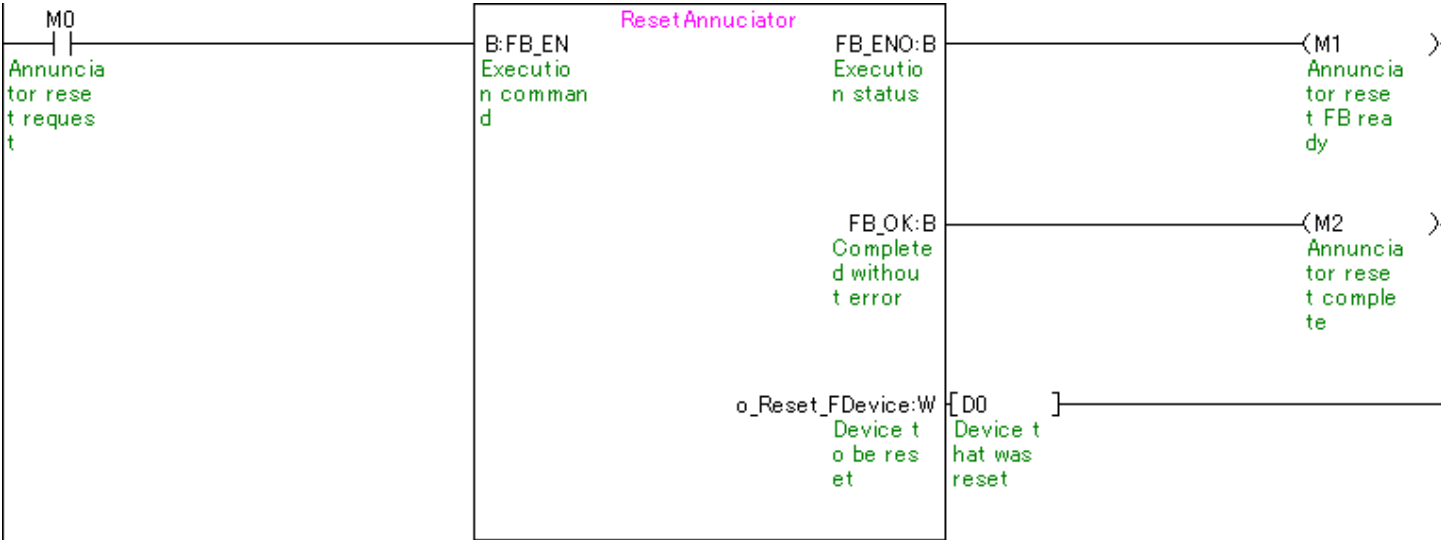 M0
Annuncia
tor rese
t reques
t
ResetAnnuciator
B:FB_EN
Executio
n comman
d
FB_ENO:B
Executio
n status
(M1 )
Annuncia
tor rese
t FB rea
dy
FB_OK:B
Complete
d withou
t error
(M2 )
Annuncia
tor rese
t comple
te
o_Reset_FDevice:W
Device t
o be res
et
[D0 ]
Device t
hat was
reset